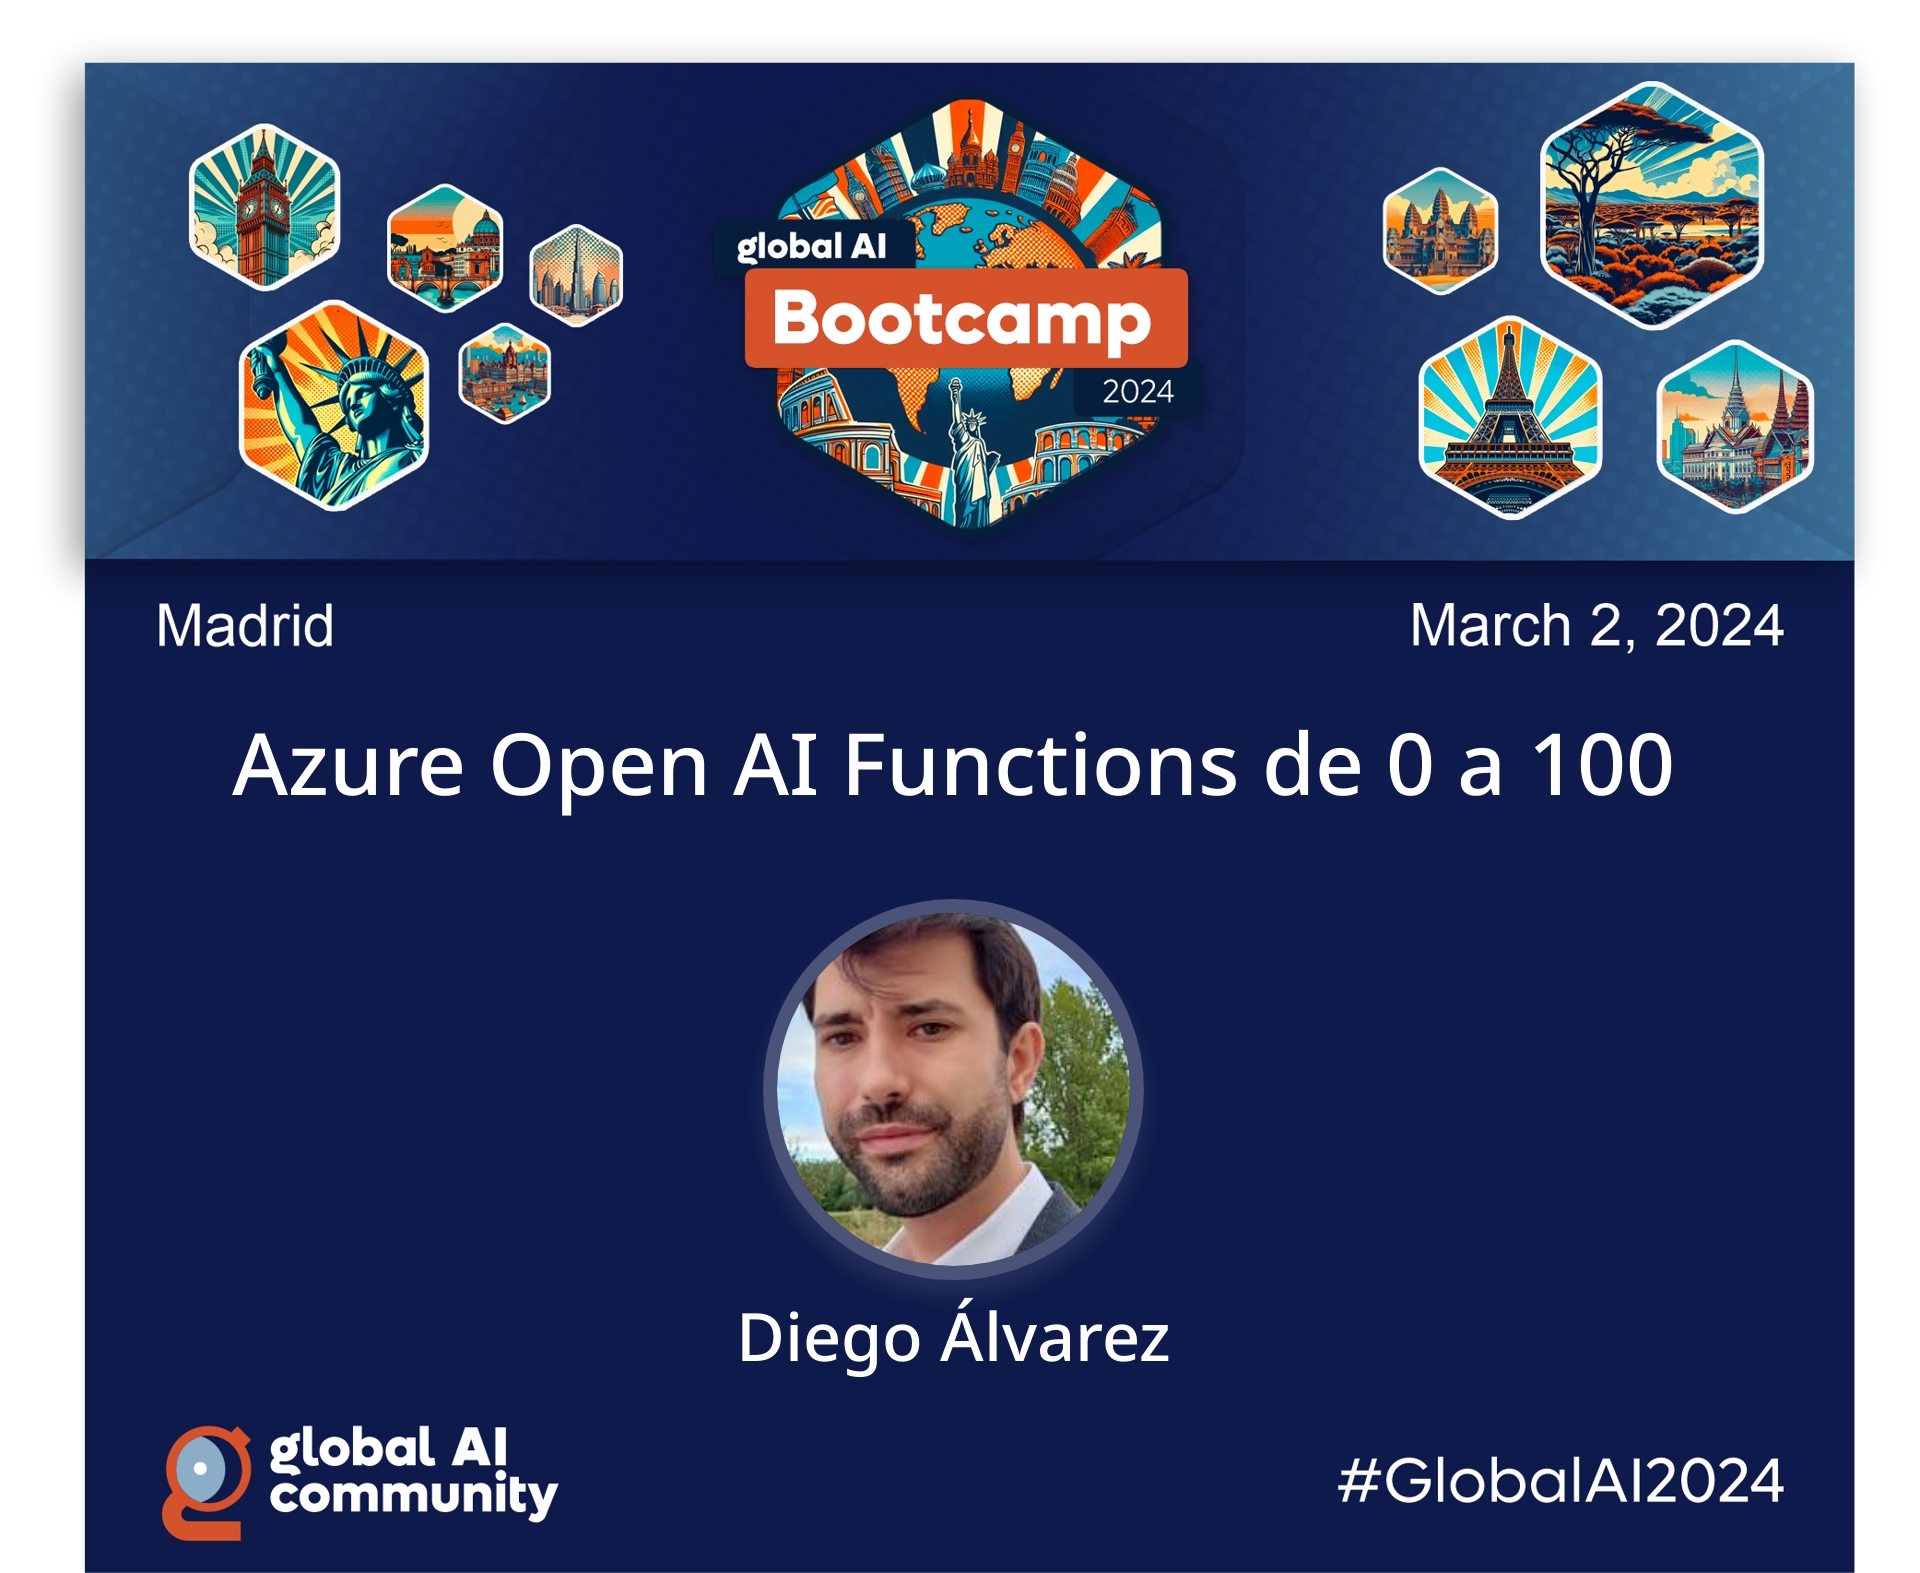 global AI
Bootcamp
2024
Madrid
March 2, 2024
Azure Open AI Functions de 0 a 100
Diego Álvarez
global AI
community
#GlobalAI2024